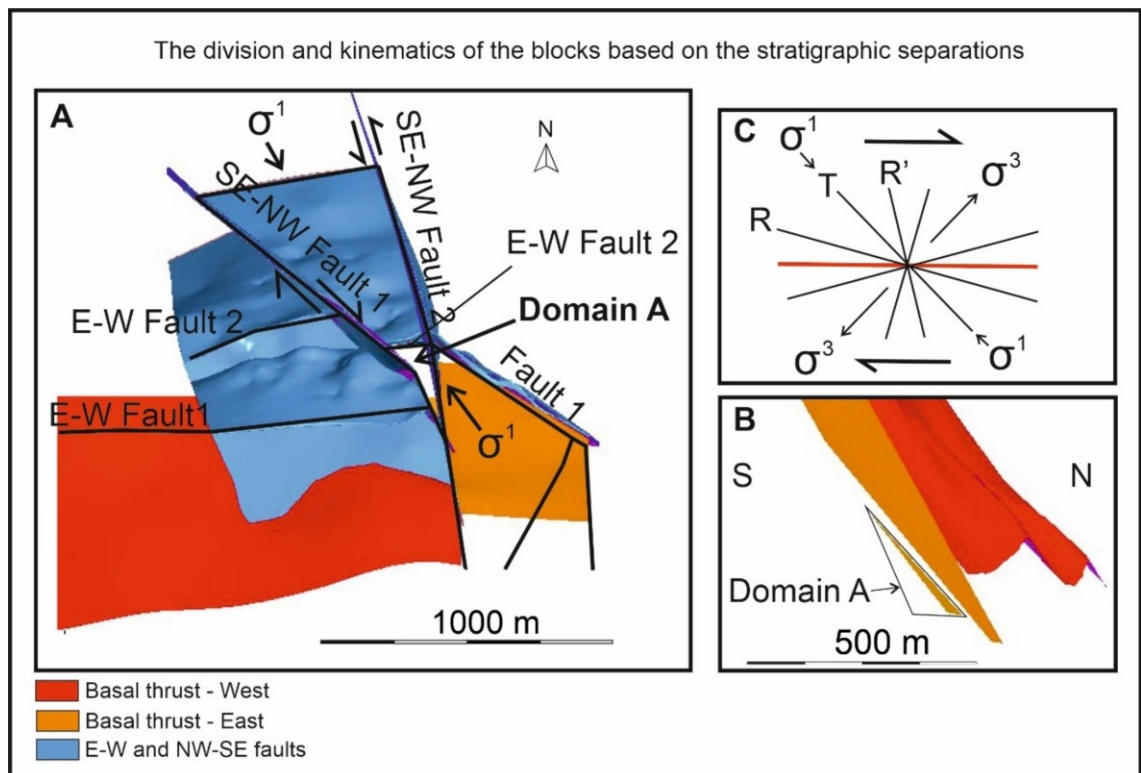 The division and kinematics of the blocks based on the stratigraphic separations
A
σ1
N
SE-NW Fault 1
SE-NW Fault 2
E-W Fault 2
E-W Fault 2
Domain A
Fault 1
E-W Fault1
σ1
1000 m
C
σ1
T
R'
σ3
R
σ3
σ1
B
S
N
Domain A
500 m
Basal thrust - West
Basal thrust - East
E-W and NW-SE faults